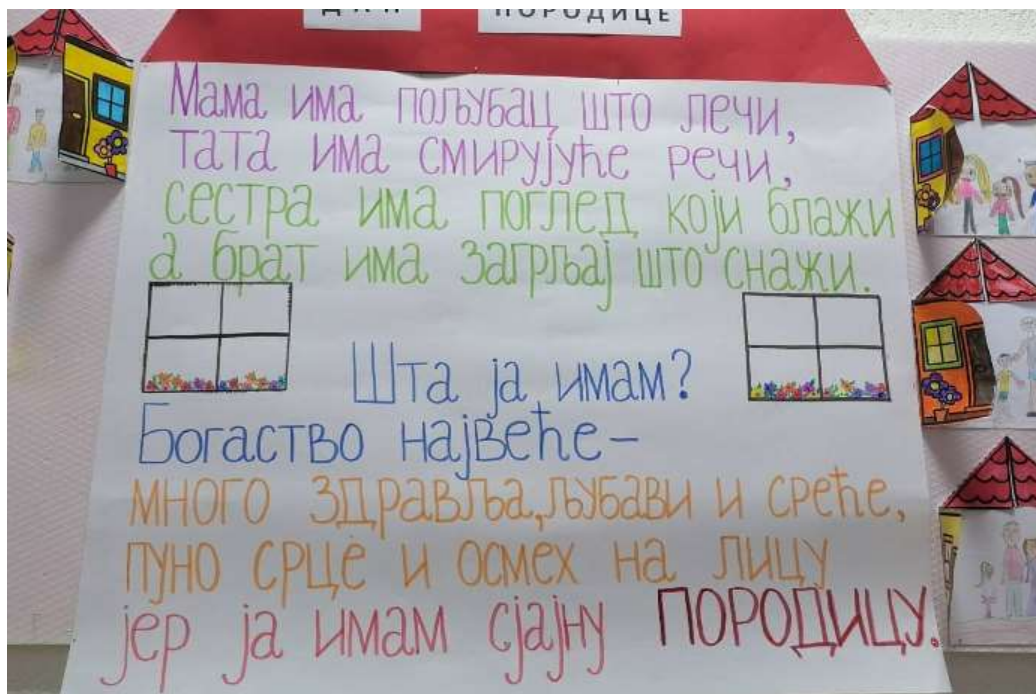 ДАН ПОРОДИЦЕ
Мама има пољубац што лечи,
тата има смирујуће речи,
сестра има поглед који блажи
а брат има загрљај што снажи.
Шта ја имам?
Богаство највеће –
много здравља, љубави и среће,
пуно срце и осмех на лицу
јер ја имам сјајну ПОРОДИЦУ.